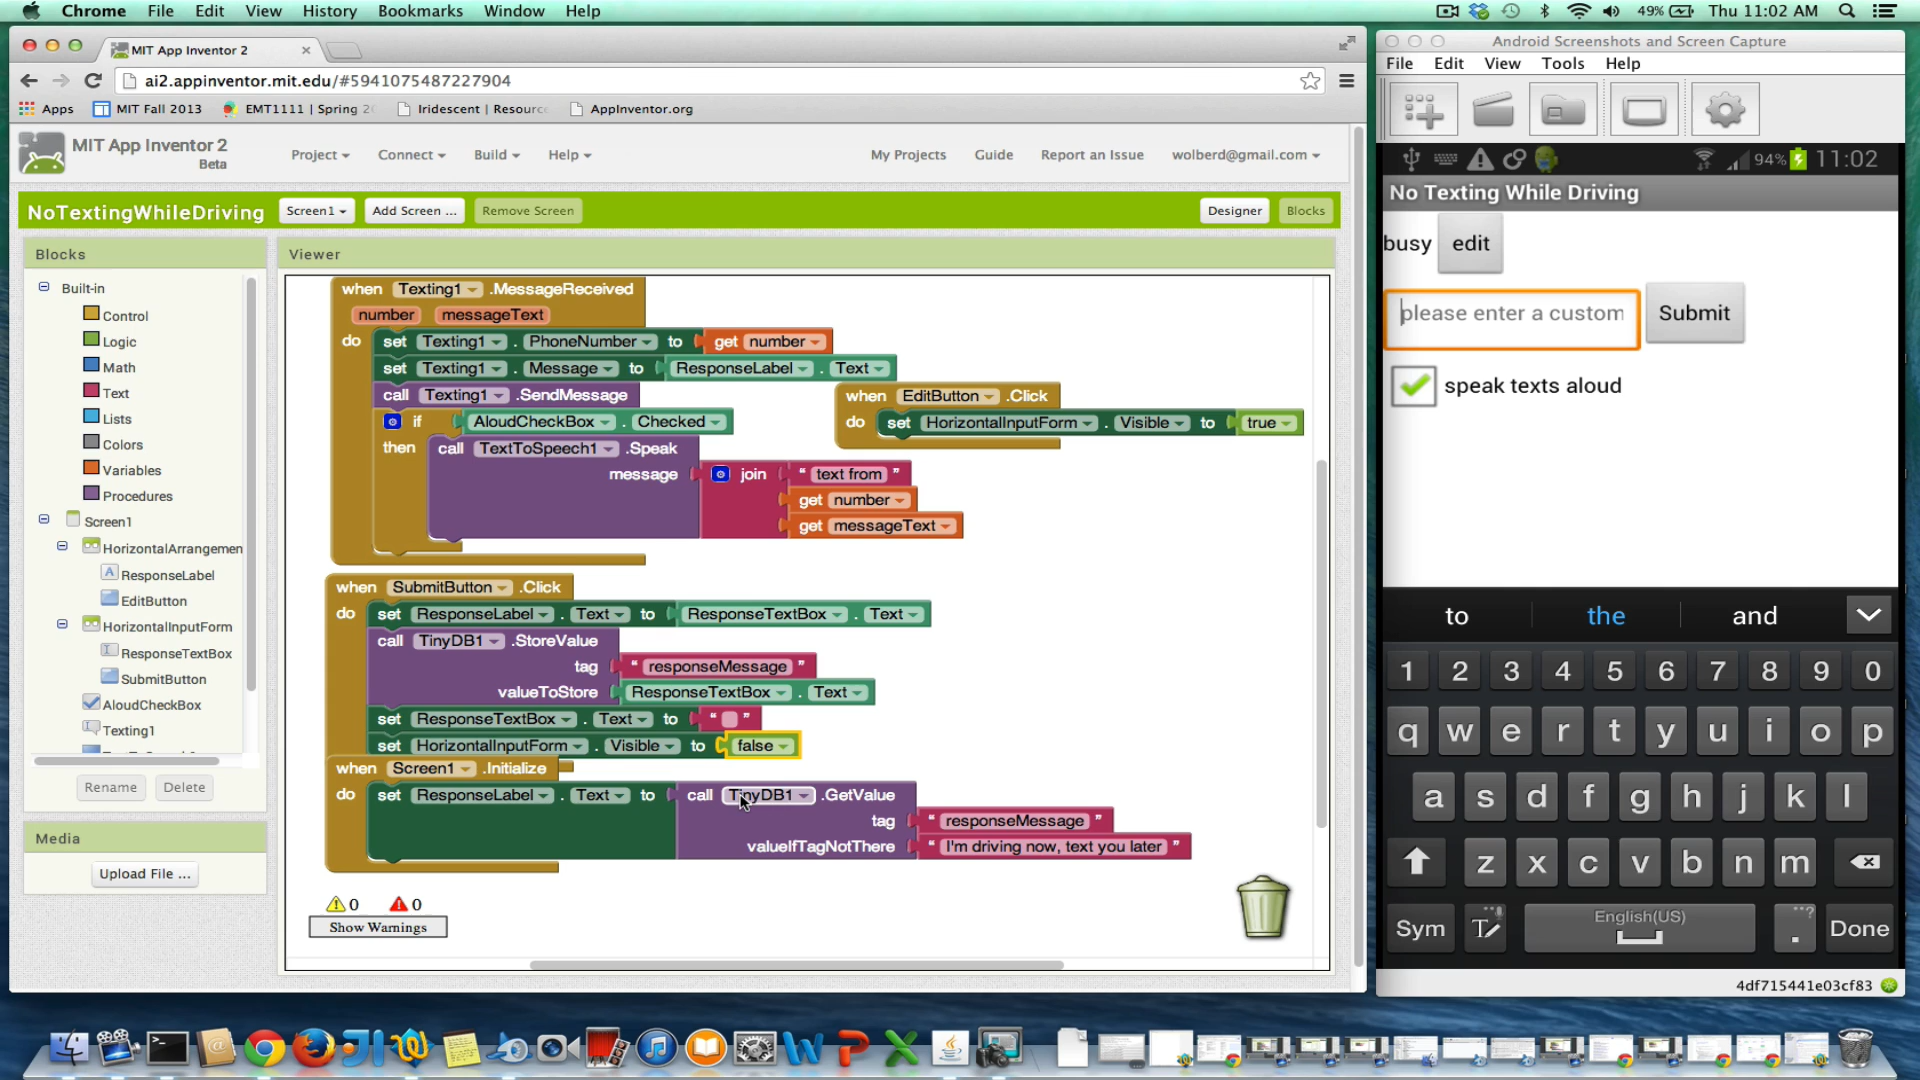 Chrome File Edit View History Bookmarks Window Help 49% Thu 11:02 AM
MIT App Inventor 2
ai2.appinventor.mit.edu/#5941075487227904
Apps MIT Fall 2013 EMT1111 | Spring 20 Iridescent | Resourc AppInventor.org
MIT App Inventor 2
Beta
Project Connect Build Help My Projects Guide Report an Issue wolberd@gmail.com
NoTextingWhileDriving Screen1 Add Screen ... Remove Screen Designer Blocks
Blocks
Built-in
Control
Logic
Math
Text
Lists
Colors
Variables
Procedures
Screen1
HorizontalArrangemen
ResponseLabel
EditButton
HorizontalInputForm
ResponseTextBox
SubmitButton
AloudCheckBox
Texting1
Rename Delete
Media
Upload File ...
Viewer
when Texting1 .MessageReceived
number messageText
do set Texting1 . PhoneNumber to get number
set Texting1 . Message to ResponseLabel . Text
call Texting1 .SendMessage
if AloudCheckBox . Checked
then call TextToSpeech1 .Speak
message join " text from "
get number
get messageText
when EditButton .Click
do set HorizontalInputForm . Visible to true
when SubmitButton .Click
do set ResponseLabel . Text to ResponseTextBox . Text
call TinyDB1 .StoreValue
tag " responseMessage "
valueToStore ResponseTextBox . Text
set ResponseTextBox . Text to " "
set HorizontalInputForm . Visible to false
when Screen1 .Initialize
do set ResponseLabel . Text to call TinyDB1 .GetValue
tag " responseMessage "
valueIfTagNotThere " I'm driving now, text you later "
0 0
Show Warnings
Android Screenshots and Screen Capture
File Edit View Tools Help
94% 11:02
No Texting While Driving
busy edit
please enter a custom Submit
speak texts aloud
to the and
1 2 3 4 5 6 7 8 9 0
q w e r t y u i o p
a s d f g h j k l
z x c v b n m
Sym English(US) . Done
4df715441e03cf83